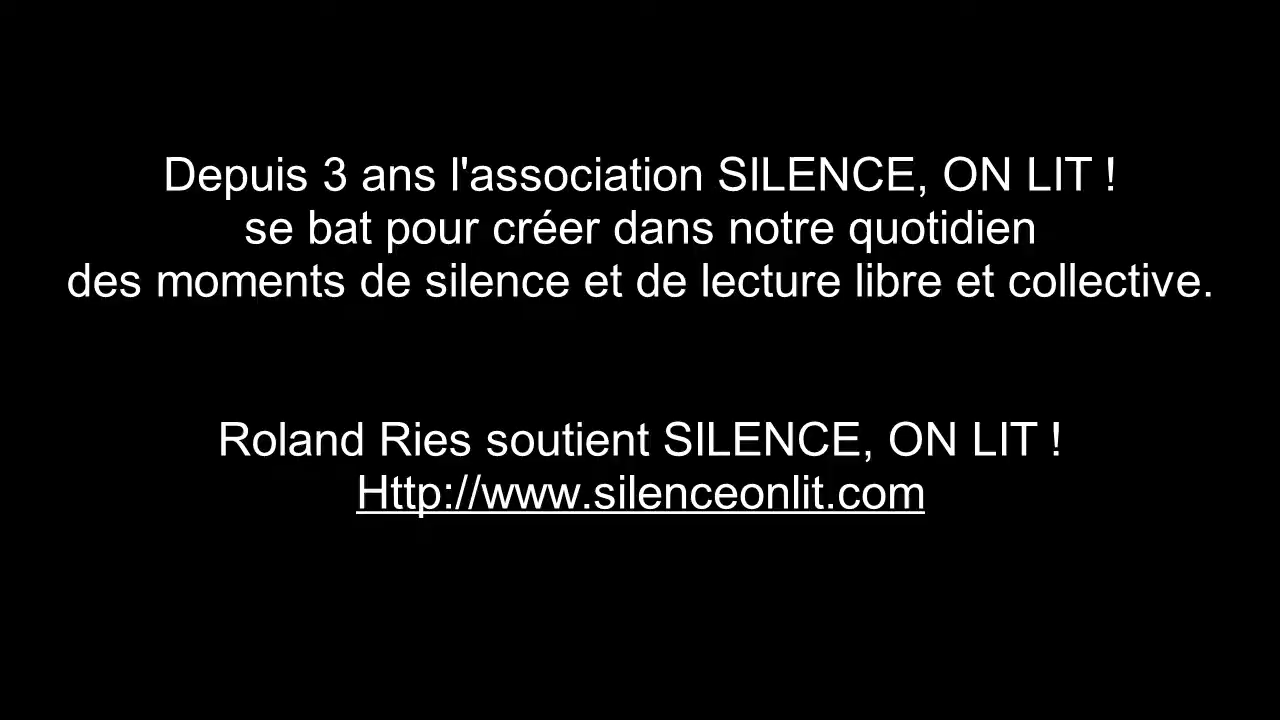 Depuis 3 ans l'association SILENCE, ON LIT !
se bat pour créer dans notre quotidien
des moments de silence et de lecture libre et collective.
Roland Ries soutient SILENCE, ON LIT !
Http://www.silenceonlit.com